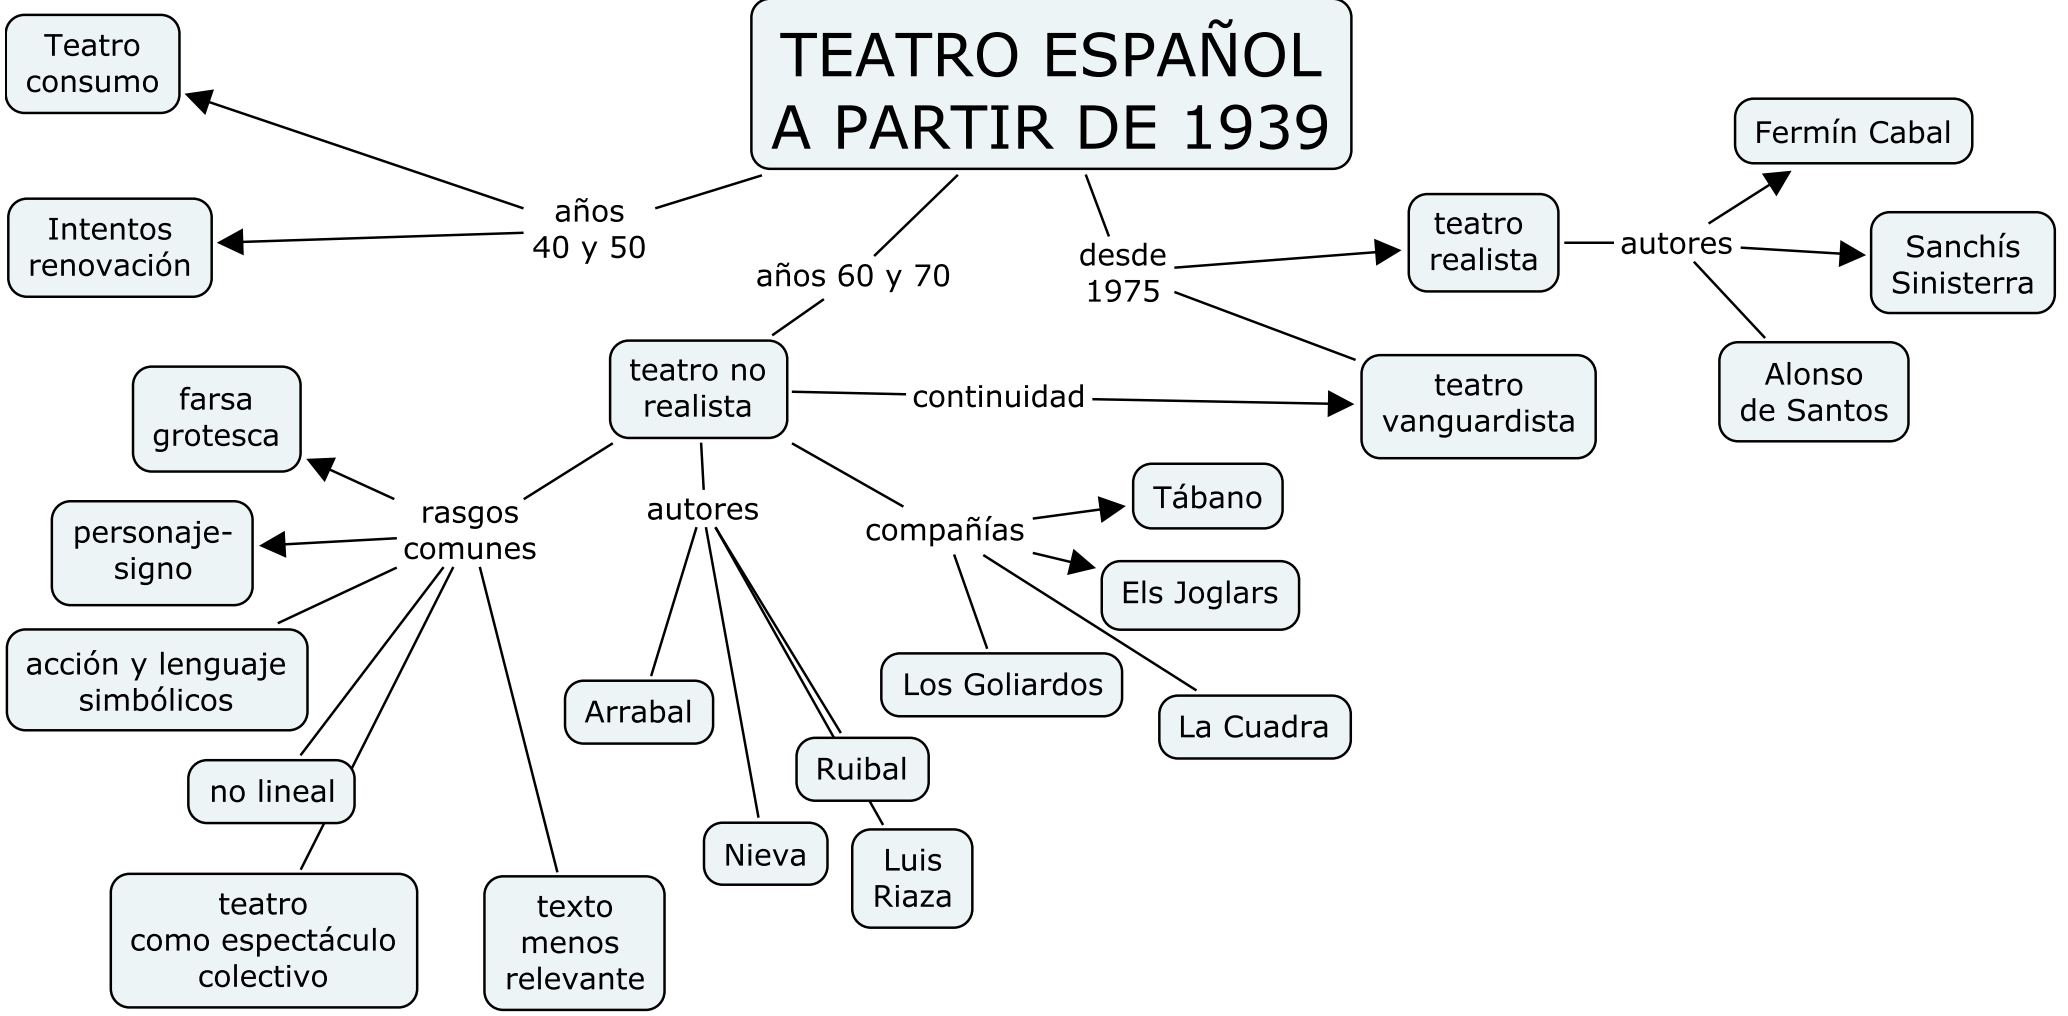 TEATRO ESPAÑOL
A PARTIR DE 1939
años
40 y 50
Teatro
consumo
Intentos
renovación
años 60 y 70
teatro no
realista
rasgos
comunes
farsa
grotesca
personaje-
signo
acción y lenguaje
simbólicos
no lineal
teatro
como espectáculo
colectivo
texto
menos
relevante
autores
Arrabal
Nieva
Ruibal
Luis
Riaza
compañías
Tábano
Els Joglars
Los Goliardos
La Cuadra
continuidad
desde
1975
teatro
vanguardista
teatro
realista
autores
Fermín Cabal
Sanchís
Sinisterra
Alonso
de Santos